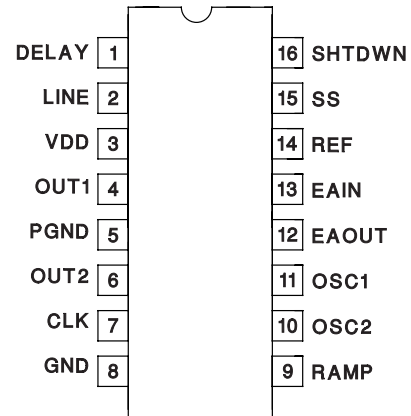 DELAY 1 16 SHTDWN
LINE 2 15 SS
VDD 3 14 REF
OUT1 4 13 EAIN
PGND 5 12 EAOUT
OUT2 6 11 OSC1
CLK 7 10 OSC2
GND 8 9 RAMP